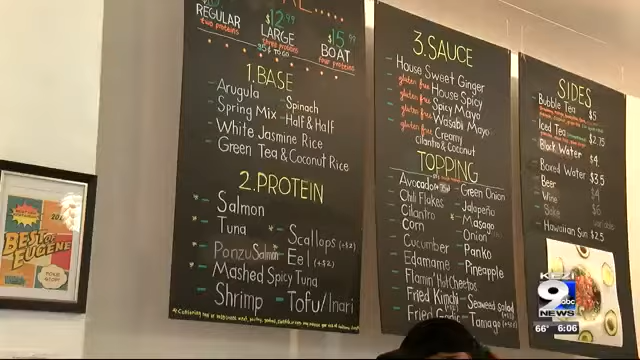 REGULAR
two proteins
$12.99
LARGE
three proteins
$15.99
BOAT
four proteins
1. BASE
- Arugula
- Spinach
- Spring Mix
- Half & Half
- White Jasmine Rice
- Green Tea & Coconut Rice
2. PROTEIN
*- Salmon
*- Tuna
- Ponzu Salmon
*- Mashed Spicy Tuna
- Shrimp
*- Scallops (+$2)
- Eel (+$2)
- Tofu/Inari
3. SAUCE
- House Sweet Ginger
gluten free House Spicy
gluten free Spicy Mayo
gluten free Wasabi Mayo
gluten free Creamy
cilantro & Coconut
TOPPING
- Avocado
- Chili Flakes
- Cilantro
- Corn
- Cucumber
- Edamame
- Flamin' Hot Cheetos
- Fried Kimchi
- Fried
- Green Onion
- Jalapeño
*- Masago
- Onion
- Panko
- Pineapple
- Seaweed Salad
- Tamago
SIDES
- Bubble Tea $5
- Iced Tea $2.75
- Black Water $4
- Boxed Water $3.5
- Beer $4
- Wine $5
- Sake
- Hawaiian Sun $2.5
BEST OF
EUGENE
KEZI
9 abc
NEWS
66° 6:06